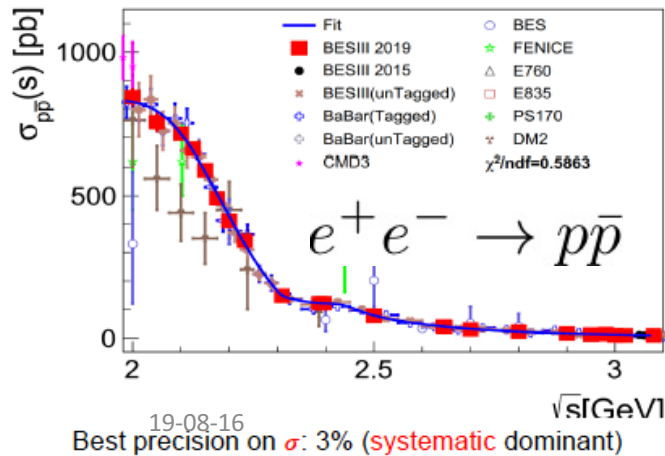 σpp̄(s) [pb]
1000
500
0
Fit
BESIII 2019
BESIII 2015
BESIII(unTagged)
BaBar(Tagged)
BaBar(unTagged)
CMD3
BES
FENICE
E760
E835
PS170
DM2
χ²/ndf=0.5863
e⁺e⁻ → pp̄
2
2.5
3
√s[GeV]
19-08-16
Best precision on σ: 3% (systematic dominant)